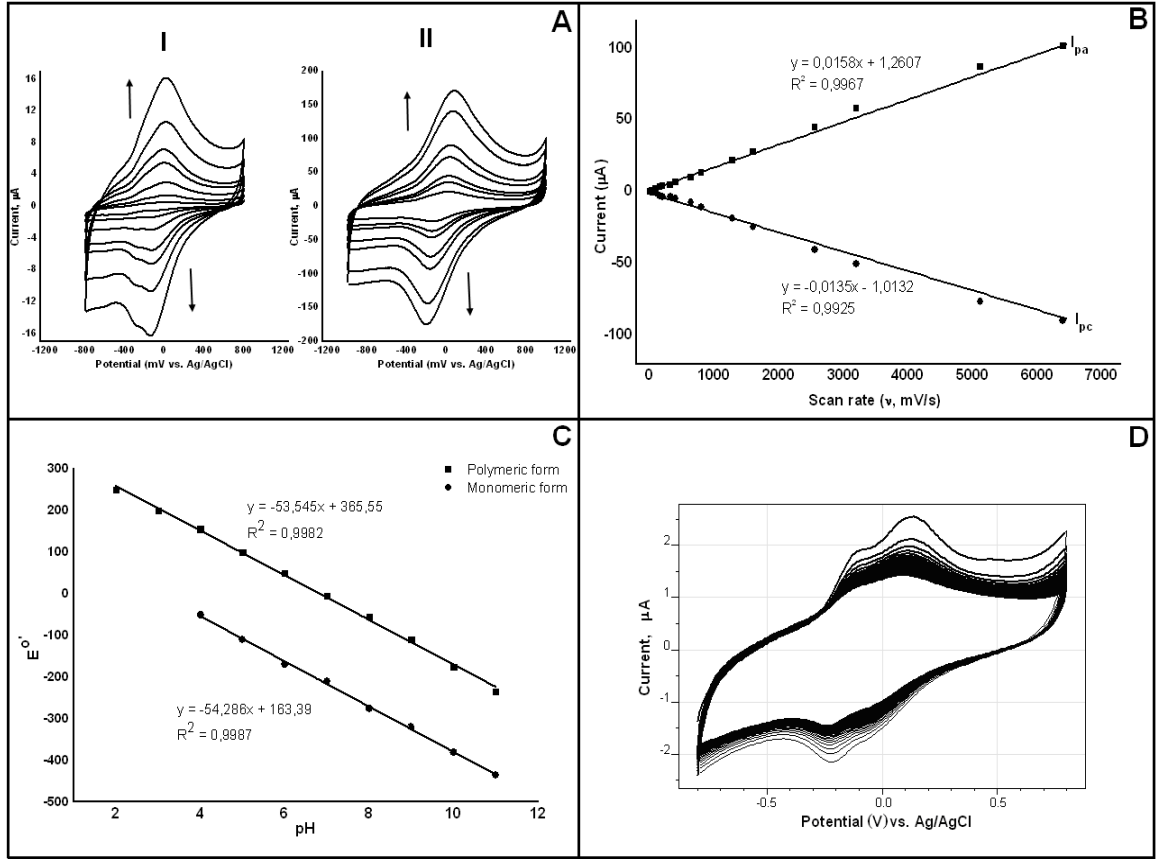 A
I
II
16
12
8
4
0
-4
-8
-12
-16
Current, µA
-1200 -800 -400 0 400 800 1200
Potential (mV vs. Ag/AgCl)
200
150
100
50
0
-50
-100
-150
-200
Current, µA
-1200 -800 -400 0 400 800 1200
Potential (mV vs. Ag/AgCl)
B
100
50
0
-50
-100
Current (µA)
Ipa
y = 0,0158x + 1,2607
R² = 0,9967
y = -0,0135x - 1,0132
R² = 0,9925
Ipc
0 1000 2000 3000 4000 5000 6000 7000
Scan rate (ν, mV/s)
C
300
200
100
0
-100
-200
-300
-400
-500
E°'
Polymeric form
Monomeric form
y = -53,545x + 365,55
R² = 0,9982
y = -54,286x + 163,39
R² = 0,9987
2 4 6 8 10 12
pH
D
2
1
0
-1
-2
Current, µA
-0.5 0.0 0.5
Potential (V) vs. Ag/AgCl